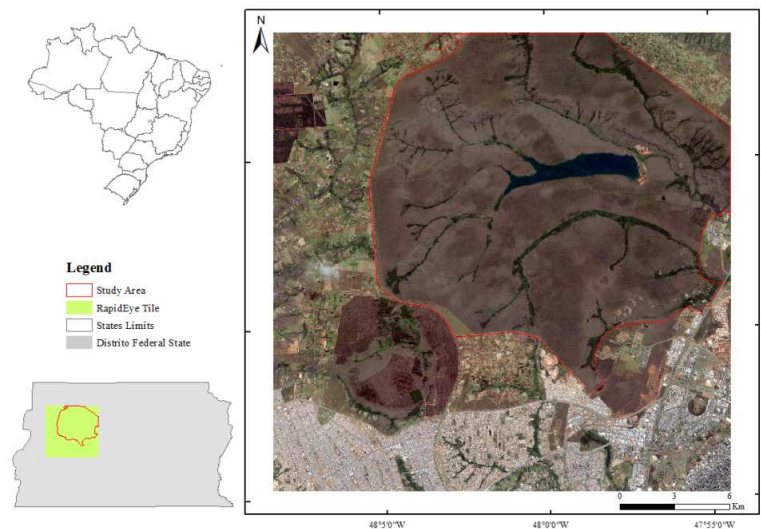 N
Legend
Study Area
RapidEye Tile
States Limits
Distrito Federal State
0 3 6
Km
48°5'0"W 48°0'0"W 47°55'0"W